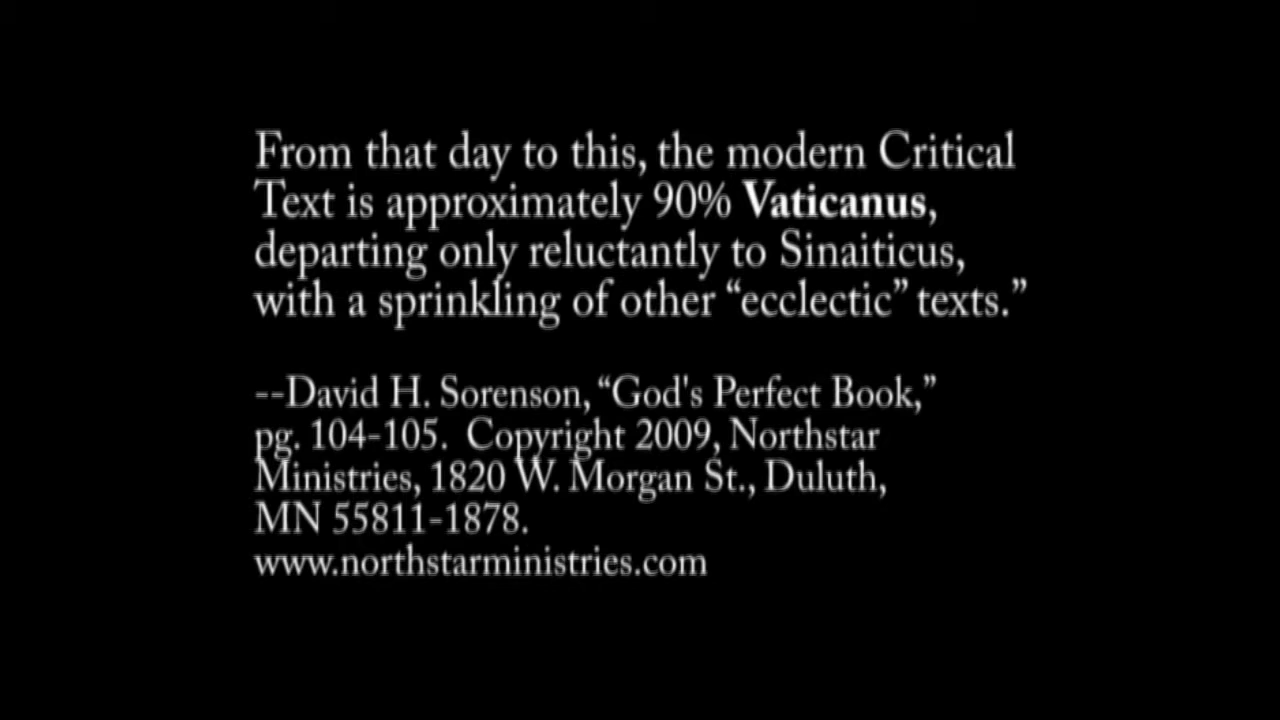 From that day to this, the modern Critical
Text is approximately 90% Vaticanus,
departing only reluctantly to Sinaiticus,
with a sprinkling of other “ecclectic” texts.”
--David H. Sorenson, “God's Perfect Book,”
pg. 104-105.  Copyright 2009, Northstar
Ministries, 1820 W. Morgan St., Duluth,
MN 55811-1878.
www.northstarministries.com